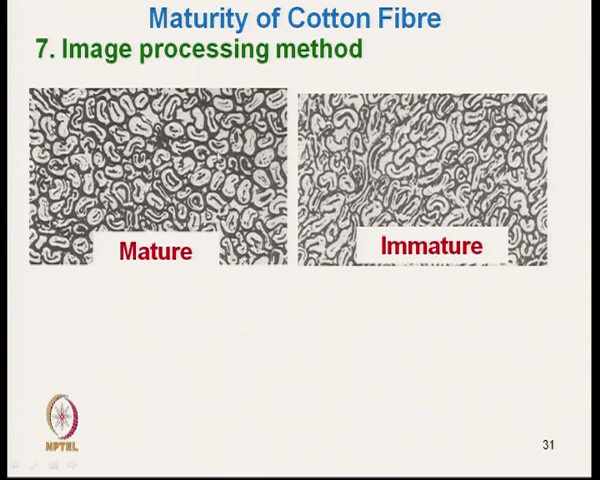 Maturity of Cotton Fibre
7. Image processing method
Mature
Immature
NPTEL
31